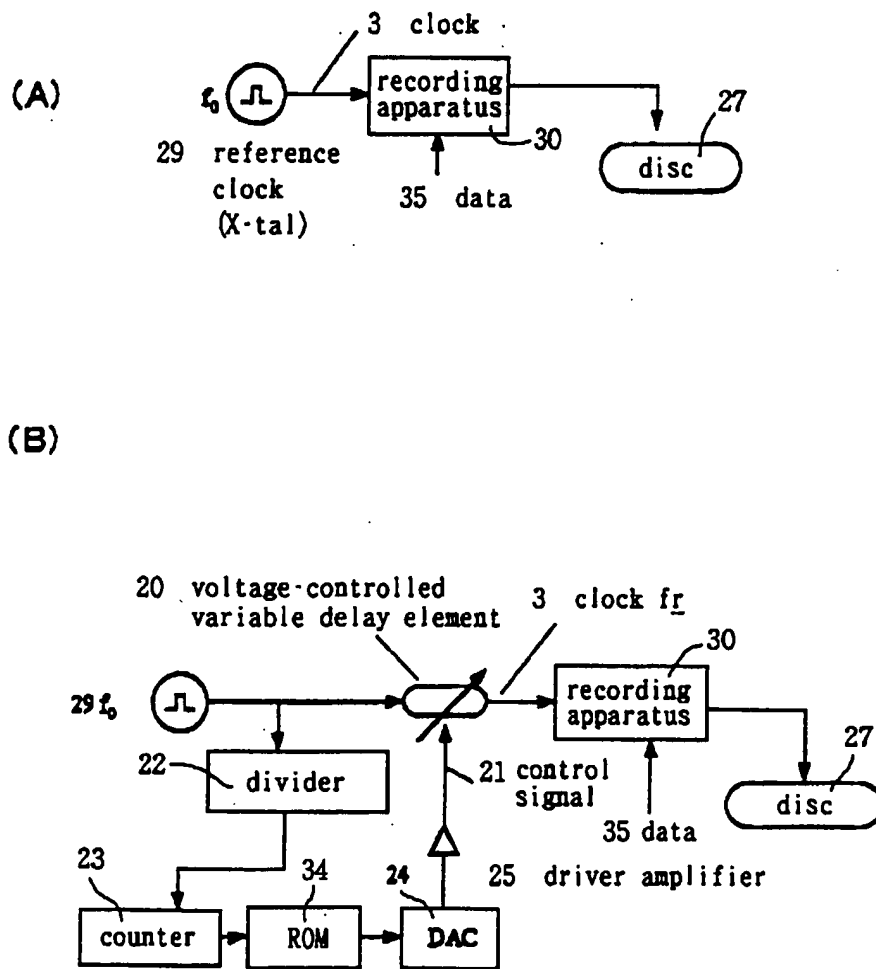 (A)
3 clock
f₀
recording
apparatus
30
27
disc
29 reference
clock
(X-tal)
35 data
(B)
20 voltage-controlled
variable delay element
3 clock fr
30
29 f₀
recording
apparatus
22
divider
21 control
signal
27
disc
35 data
23
34
24
25 driver amplifier
counter
ROM
DAC